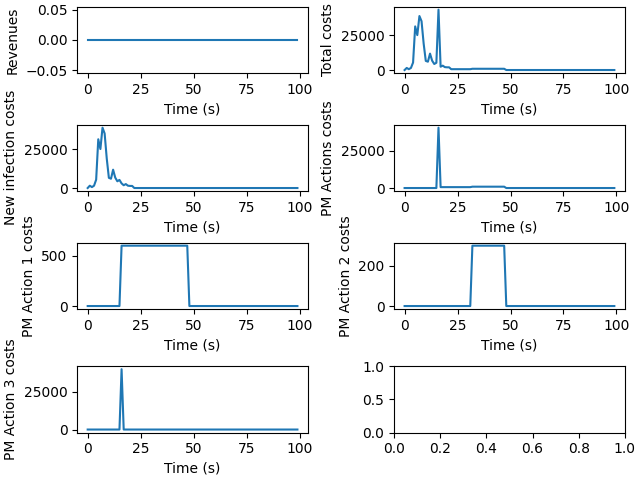 Revenues
0.05
0.00
−0.05
0 25 50 75 100
Time (s)
Total costs
25000
0
0 25 50 75 100
Time (s)
New infection costs
25000
0
0 25 50 75 100
Time (s)
PM Actions costs
25000
0
0 25 50 75 100
Time (s)
PM Action 1 costs
500
0
0 25 50 75 100
Time (s)
PM Action 2 costs
200
0
0 25 50 75 100
Time (s)
PM Action 3 costs
25000
0
0 25 50 75 100
Time (s)
1.0
0.5
0.0
0.0 0.2 0.4 0.6 0.8 1.0